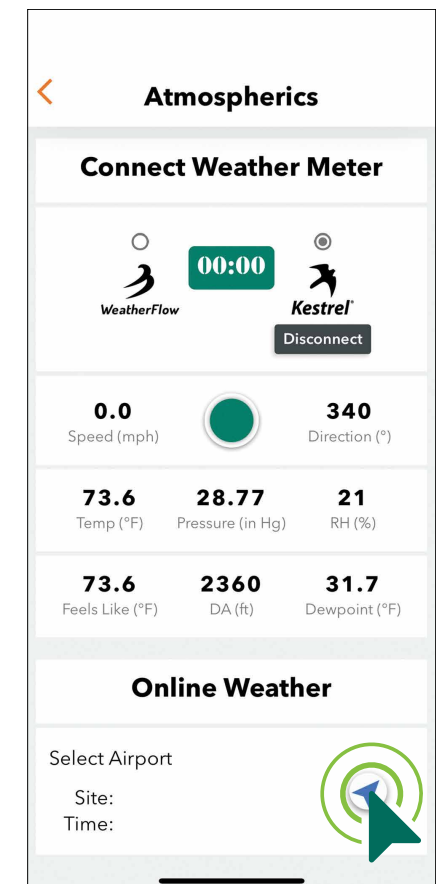 Atmospherics
Connect Weather Meter
00:00
WeatherFlow
Kestrel®
Disconnect
0.0 340
Speed (mph) Direction (°)
73.6 28.77 21
Temp (°F) Pressure (in Hg) RH (%)
73.6 2360 31.7
Feels Like (°F) DA (ft) Dewpoint (°F)
Online Weather
Select Airport
Site:
Time: